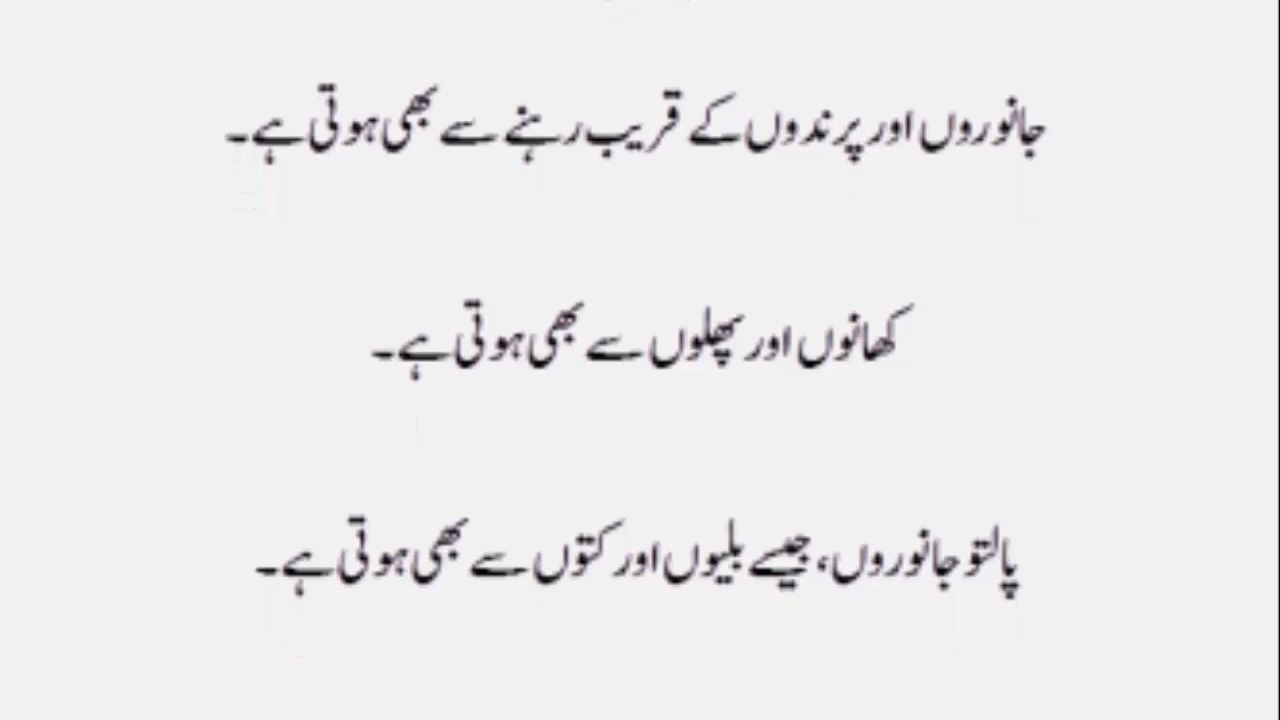 جانوروں اور پرندوں کے قریب رہنے سے بھی ہوتی ہے۔
کھانوں اور پھلوں سے بھی ہوتی ہے۔
پالتو جانوروں، جیسے بلیوں اور کتوں سے بھی ہوتی ہے۔